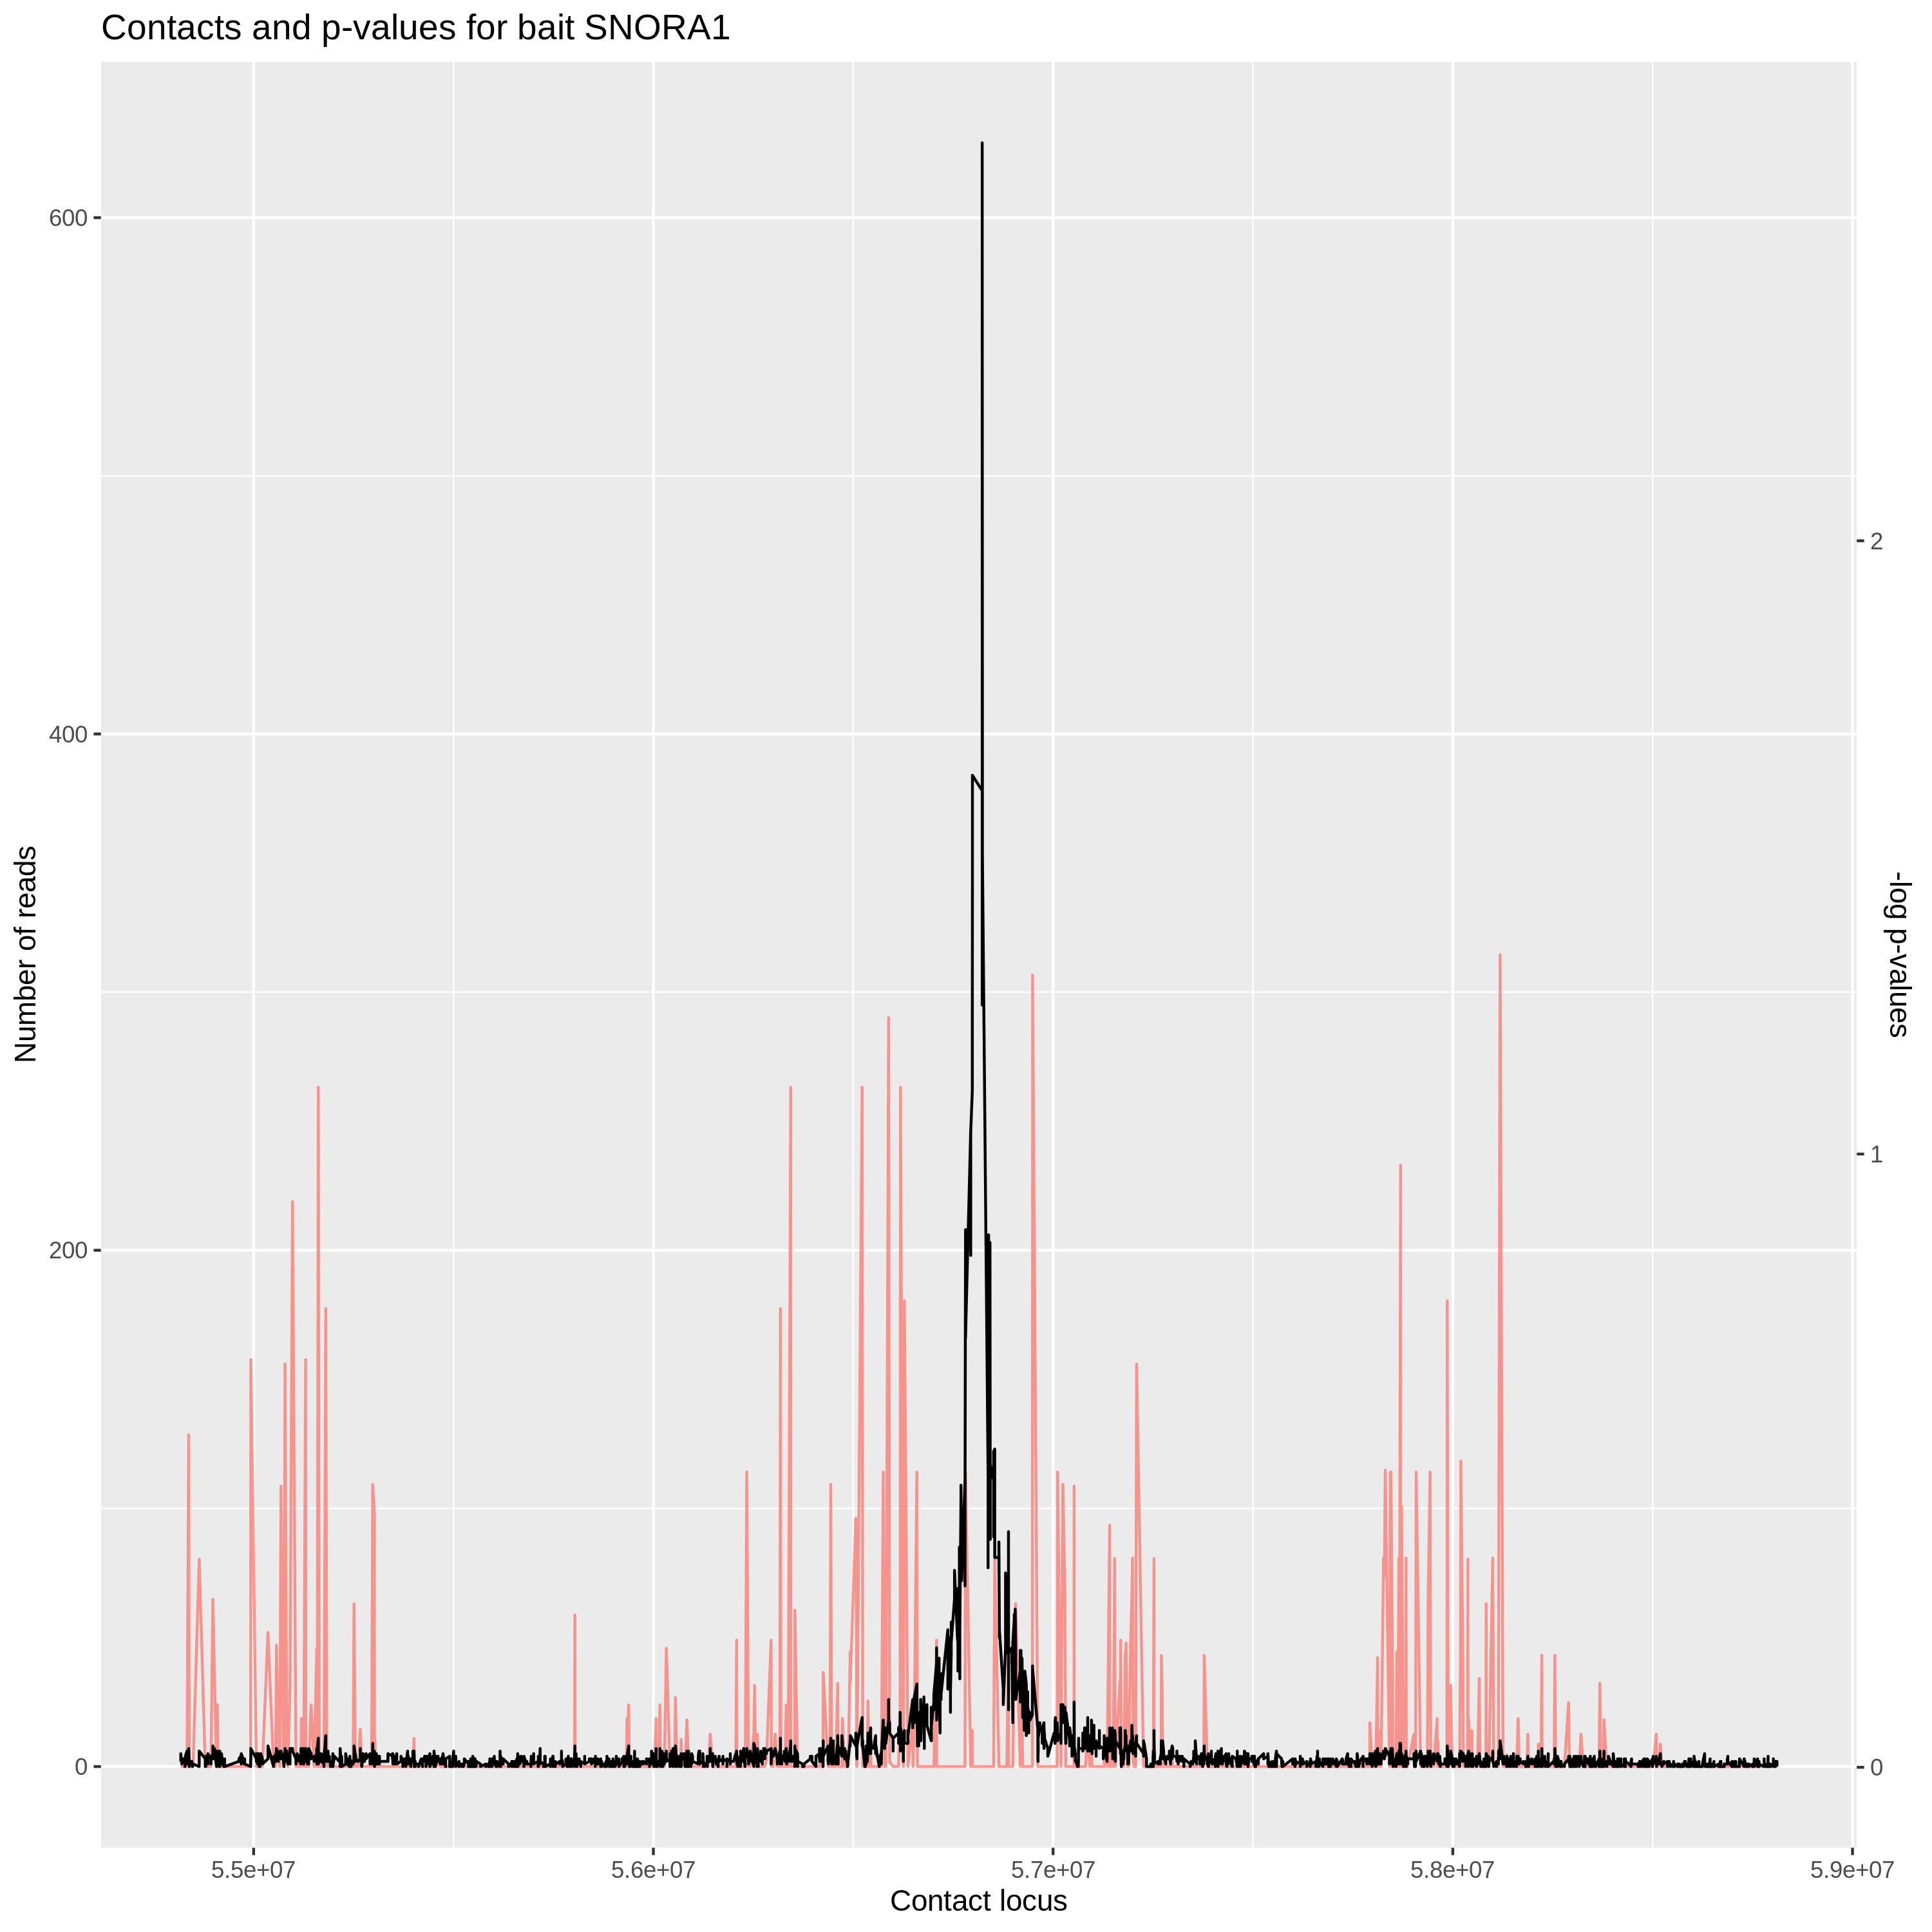 Contacts and p-values for bait SNORA1
600
400
200
0
Number of reads
2
1
0
-log p-values
5.5e+07
5.6e+07
5.7e+07
5.8e+07
5.9e+07
Contact locus